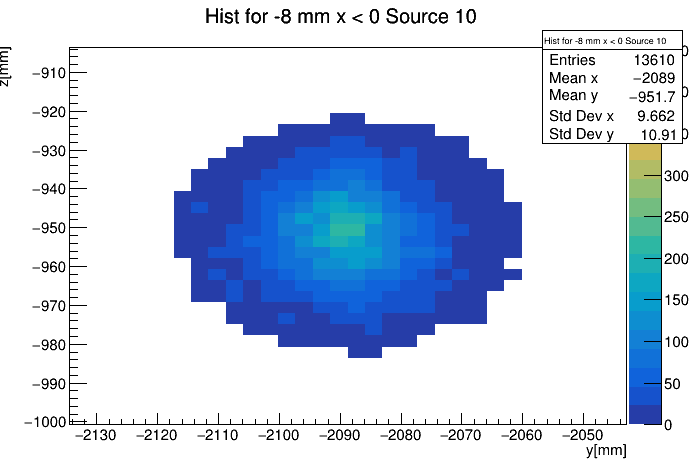 Hist for -8 mm x < 0 Source 10
z[mm]
Hist for -8 mm x < 0 Source 10
Entries 13610
Mean x −2089
Mean y −951.7
Std Dev x 9.662
Std Dev y 10.91
−910
−920
−930
−940
−950
−960
−970
−980
−990
−1000
−2130 −2120 −2110 −2100 −2090 −2080 −2070 −2060 −2050
y[mm]
300
250
200
150
100
50
0